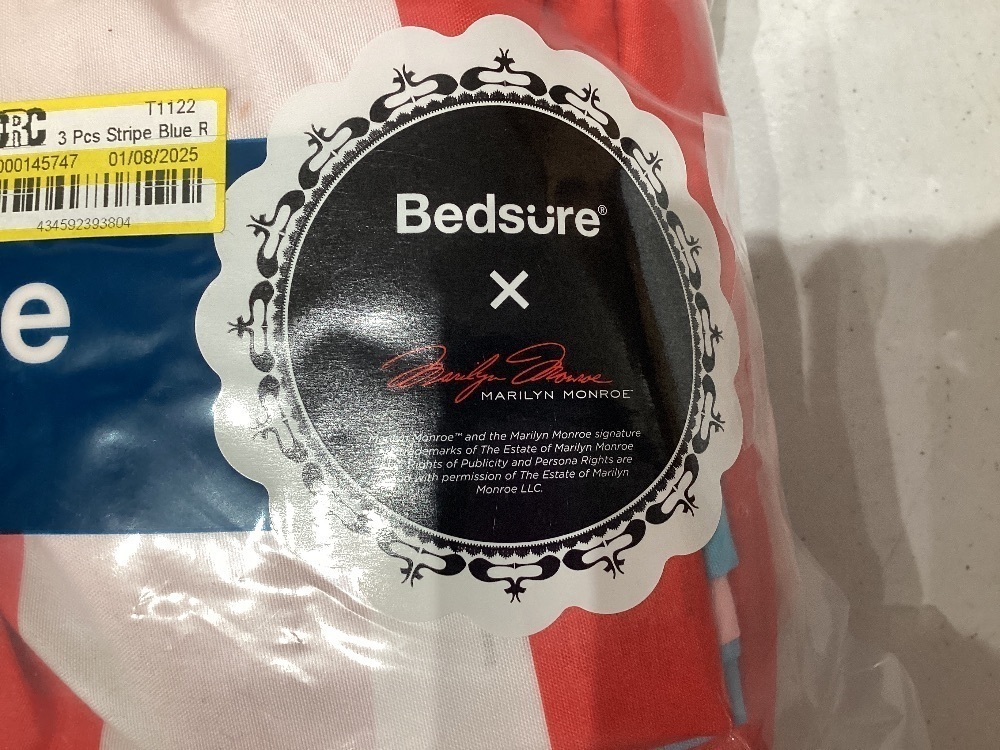 T1122
3 Pcs Stripe Blue R
000145747 01/08/2025
434592393804
e
Bedsure®
×
Marilyn Monroe
MARILYN MONROE™
Monroe™ and the Marilyn Monroe signature
of The Estate of Marilyn Monroe
Rights of Publicity and Persona Rights are
with permission of The Estate of Marilyn
Monroe LLC.